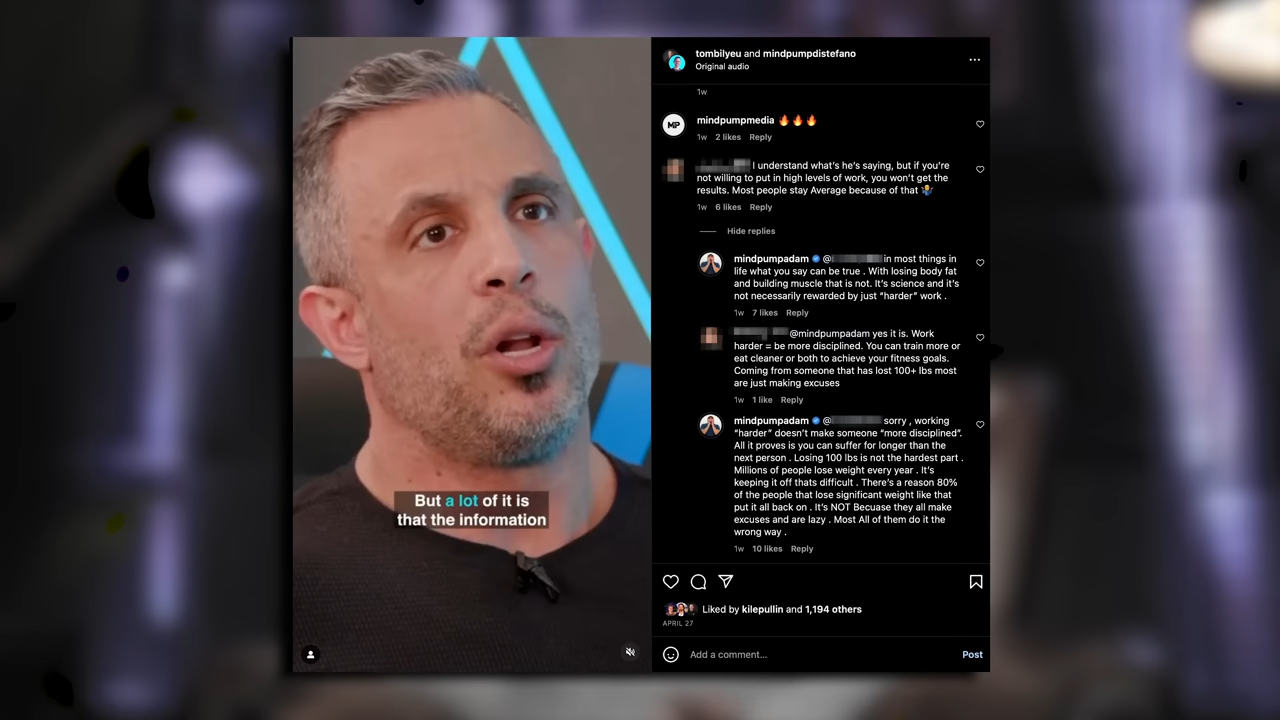 tombilyeu and mindpumpdistefano
Original audio
1w
MP
mindpumpmedia 🔥🔥🔥
1w 2 likes Reply
I understand what's he's saying, but if you're
not willing to put in high levels of work, you won't get the
results. Most people stay Average because of that 🤷‍♂️
1w 6 likes Reply
Hide replies
mindpumpadam @ in most things in
life what you say can be true . With losing body fat
and building muscle that is not. It's science and it's
not necessarily rewarded by just "harder" work .
1w 7 likes Reply
@mindpumpadam yes it is. Work
harder = be more disciplined. You can train more or
eat cleaner or both to achieve your fitness goals.
Coming from someone that has lost 100+ lbs most
are just making excuses
1w 1 like Reply
mindpumpadam @ sorry , working
"harder" doesn't make someone "more disciplined".
All it proves is you can suffer for longer than the
next person . Losing 100 lbs is not the hardest part .
Millions of people lose weight every year . It's
keeping it off thats difficult . There's a reason 80%
of the people that lose significant weight like that
put it all back on . It's NOT Becuase they all make
excuses and are lazy . Most All of them do it the
wrong way .
1w 10 likes Reply
Liked by kilepullin and 1,194 others
APRIL 27
Add a comment...
Post
But a lot of it is
that the information